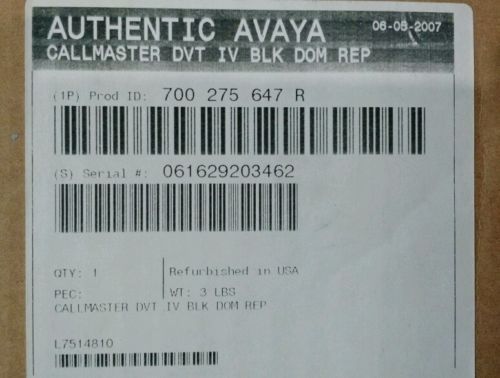 AUTHENTIC AVAYA 06-05-2007
CALLMASTER DVT IV BLK DOM REP
(1P) Prod ID: 700 275 647 R
(S) Serial #: 061629203462
QTY: 1 Refurbished in USA
PEC: WT: 3 LBS
CALLMASTER DVT IV BLK DOM REP
L7514810